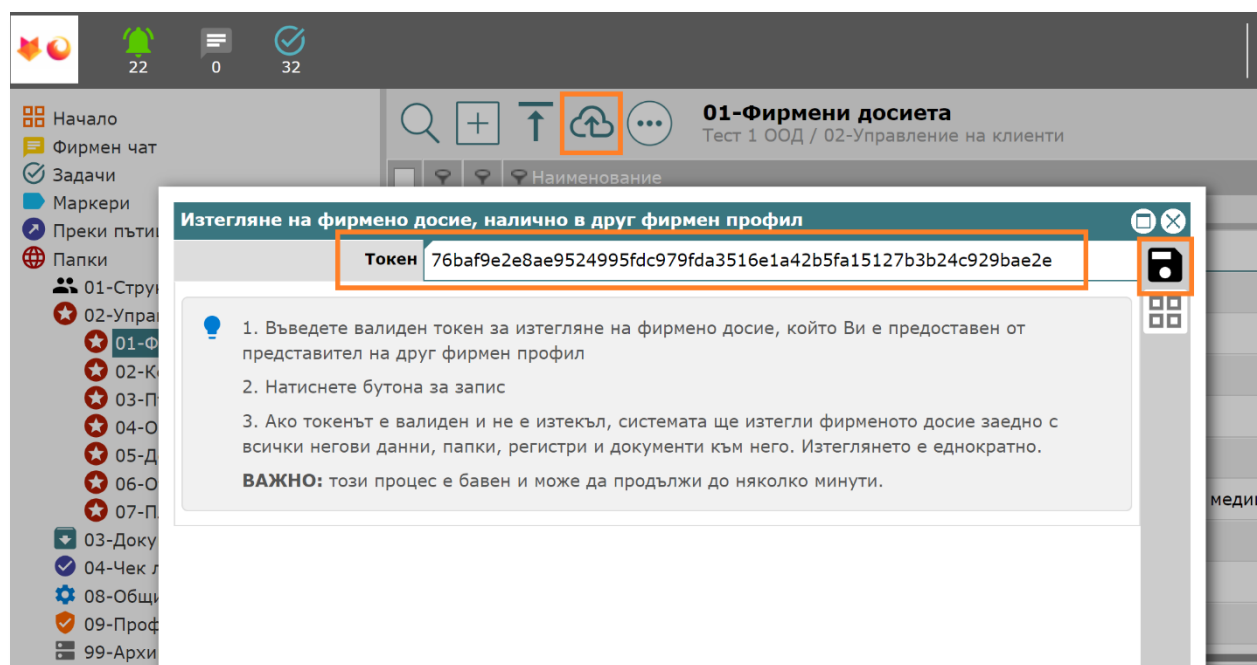 22
0
32
Начало
Фирмен чат
Задачи
Маркери
Преки пътищ
Папки
01-Струк
02-Упра
01-Ф
02-К
03-П
04-О
05-Д
06-О
07-П
03-Доку
04-Чек л
08-Общи
09-Проф
99-Архи
01-Фирмени досиета
Тест 1 ООД / 02-Управление на клиенти
Наименование
Изтегляне на фирмено досие, налично в друг фирмен профил
Токен 76baf9e2e8ae9524995fdc979fda3516e1a42b5fa15127b3b24c929bae2e
1. Въведете валиден токен за изтегляне на фирмено досие, който Ви е предоставен от
представител на друг фирмен профил
2. Натиснете бутона за запис
3. Ако токенът е валиден и не е изтекъл, системата ще изтегли фирменото досие заедно с
всички негови данни, папки, регистри и документи към него. Изтеглянето е еднократно.
ВАЖНО: този процес е бавен и може да продължи до няколко минути.
меди